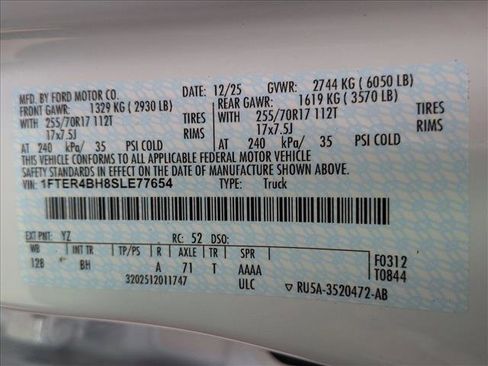 MFD. BY FORD MOTOR CO. DATE: 12/25 GVWR: 2744 KG (6050 LB)
FRONT GAWR: 1329 KG (2930 LB) REAR GAWR: 1619 KG (3570 LB)
WITH 255/70R17 112T TIRES WITH 255/70R17 112T TIRES
17x7.5J RIMS 17x7.5J RIMS
AT 240 kPa/ 35 PSI COLD AT 240 kPa/ 35 PSI COLD
THIS VEHICLE CONFORMS TO ALL APPLICABLE FEDERAL MOTOR VEHICLE
SAFETY STANDARDS IN EFFECT ON THE DATE OF MANUFACTURE SHOWN ABOVE.
VIN: 1FTER4BH8SLE77654 TYPE: Truck
EXT PNT: YZ RC: 52 DSO: F0312
WB INT TR TP/PS R AXLE TR SPR T0844
128 BH A 71 T AAAA
3202512011747 ULC ▽ RU5A-3520472-AB